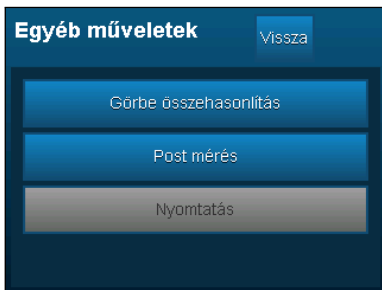 Egyéb műveletek
Vissza
Görbe összehasonlítás
Post mérés
Nyomtatás